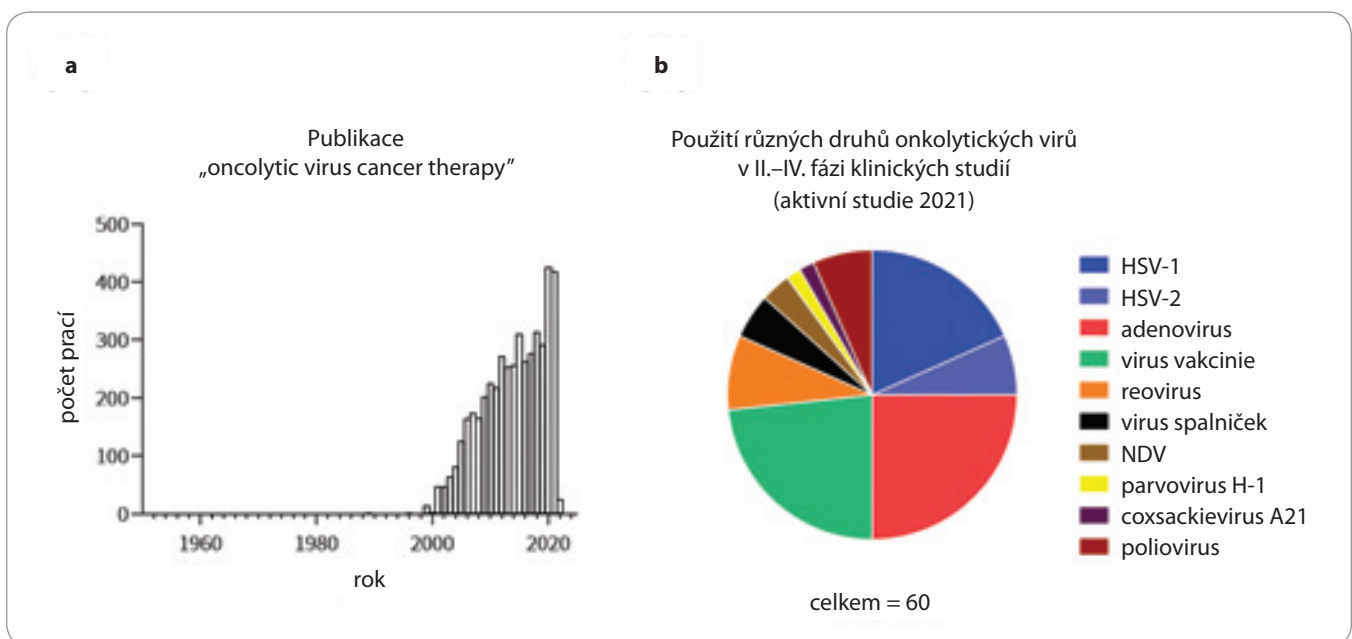 a
Publikace
„oncolytic virus cancer therapy”
500
400
300
200
100
0
počet prací
1960
1980
2000
2020
rok
b
Použití různých druhů onkolytických virů
v II.–IV. fázi klinických studií
(aktivní studie 2021)
HSV-1
HSV-2
adenovirus
virus vakcinie
reovirus
virus spalniček
NDV
parvovirus H-1
coxsackievirus A21
poliovirus
celkem = 60